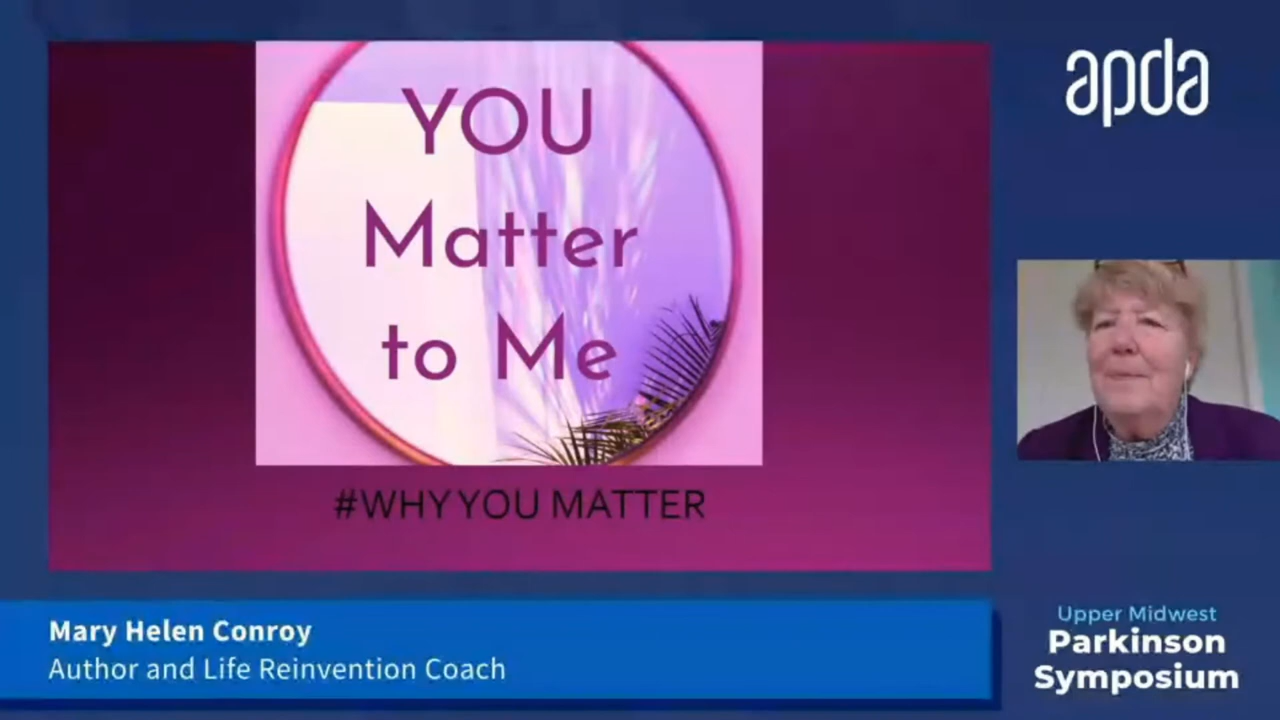 YOU
Matter
to Me
#WHY YOU MATTER
apda
Mary Helen Conroy
Author and Life Reinvention Coach
Upper Midwest
Parkinson
Symposium